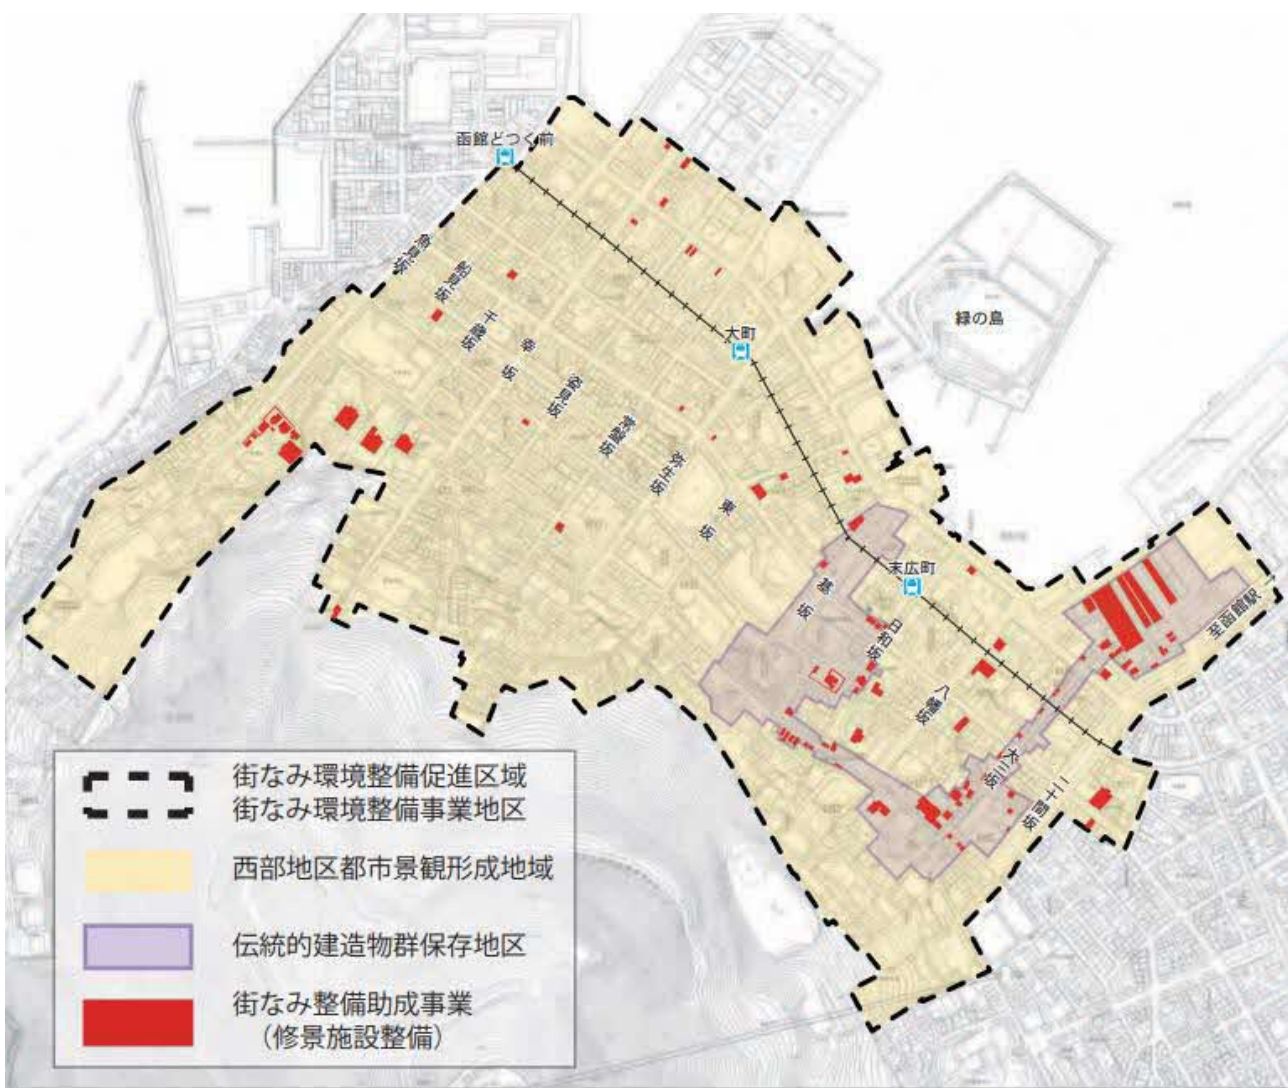 函館どつく前
魚見坂
船見坂
千歳坂
幸坂
姿見坂
常盤坂
弥生坂
東坂
大町
緑の島
末広町
基坂
日和坂
八幡坂
大三坂
二十間坂
至函館駅
街なみ環境整備促進区域
街なみ環境整備事業地区
西部地区都市景観形成地域
伝統的建造物群保存地区
街なみ整備助成事業
（修景施設整備）